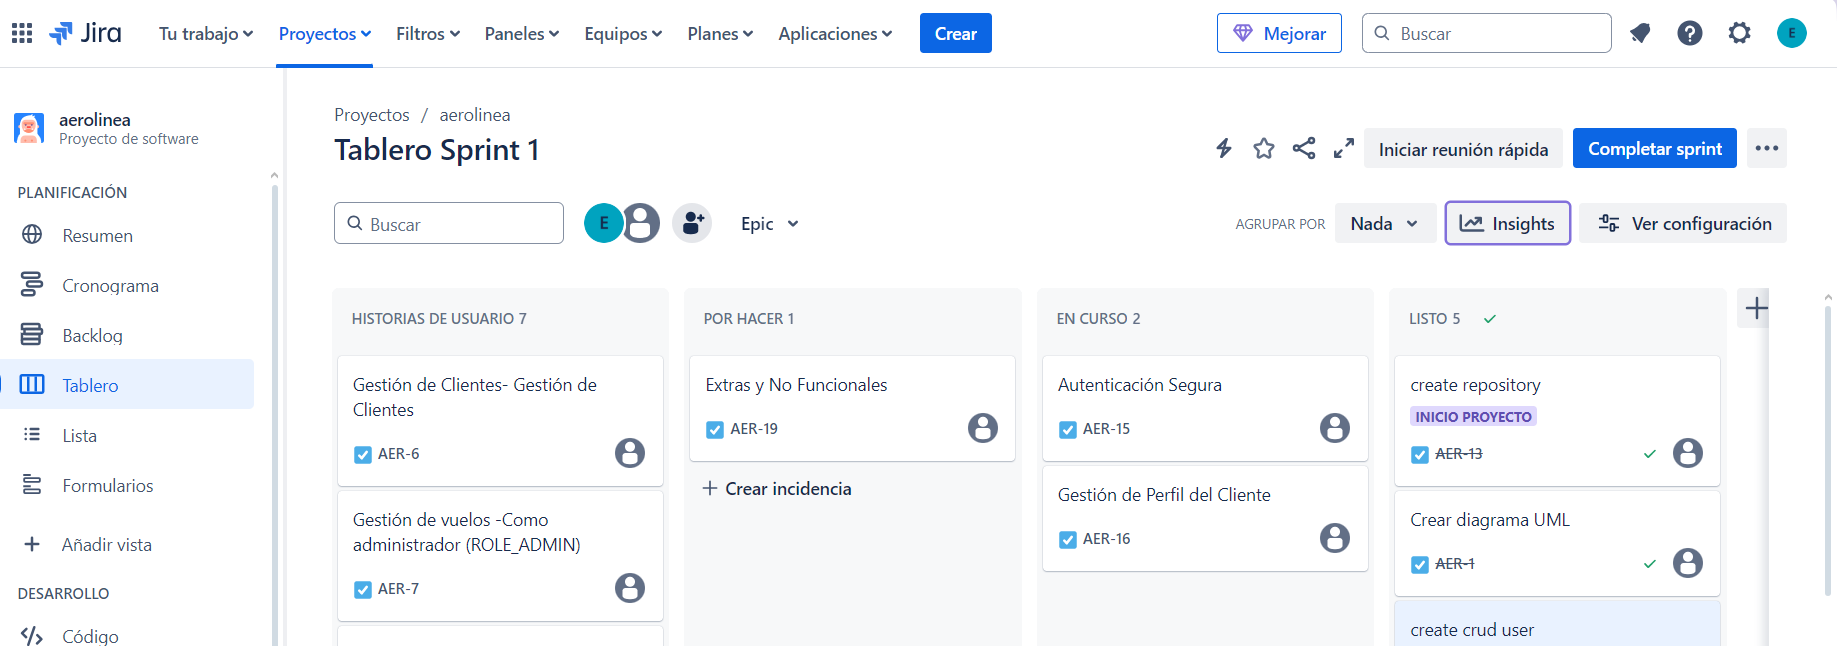 Jira
Tu trabajo
Proyectos
Filtros
Paneles
Equipos
Planes
Aplicaciones
Crear
Mejorar
Buscar
E
aerolinea
Proyecto de software
PLANIFICACIÓN
Resumen
Cronograma
Backlog
Tablero
Lista
Formularios
Añadir vista
DESARROLLO
Código
Proyectos / aerolinea
Tablero Sprint 1
Iniciar reunión rápida
Completar sprint
Buscar
E
Epic
AGRUPAR POR
Nada
Insights
Ver configuración
HISTORIAS DE USUARIO 7
Gestión de Clientes- Gestión de
Clientes
AER-6
Gestión de vuelos -Como
administrador (ROLE_ADMIN)
AER-7
POR HACER 1
Extras y No Funcionales
AER-19
Crear incidencia
EN CURSO 2
Autenticación Segura
AER-15
Gestión de Perfil del Cliente
AER-16
LISTO 5
create repository
INICIO PROYECTO
AER-13
Crear diagrama UML
AER-1
create crud user